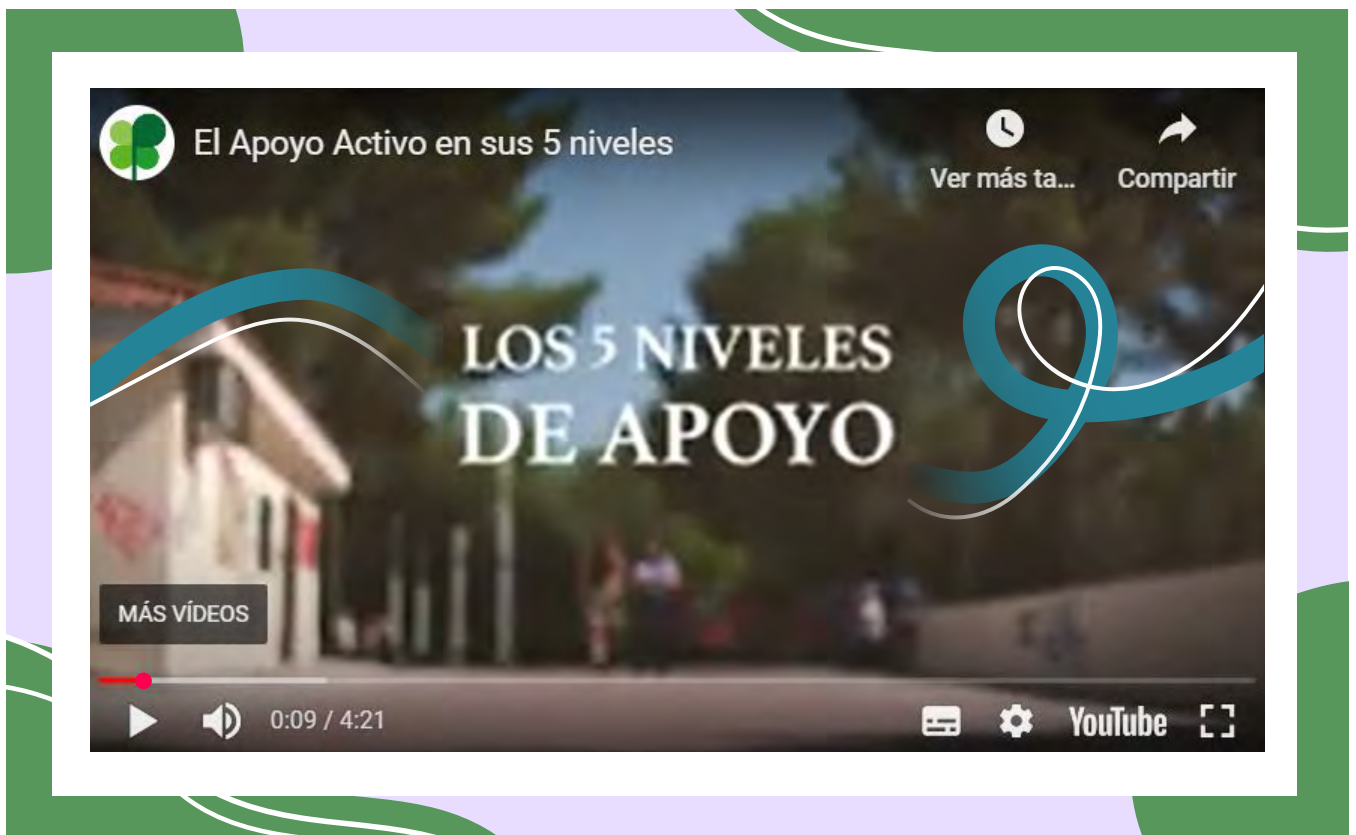 El Apoyo Activo en sus 5 niveles
Ver más ta...
Compartir
LOS 5 NIVELES
DE APOYO
MÁS VÍDEOS
0:09 / 4:21
YouTube